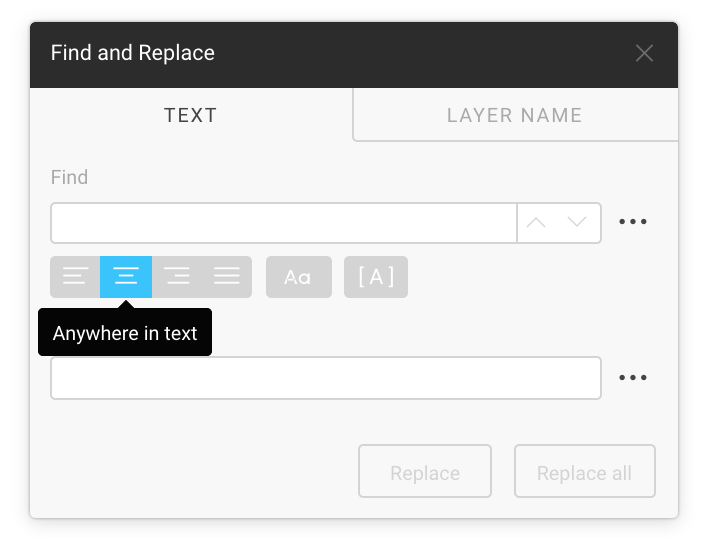 Find and Replace
TEXT
LAYER NAME
Find
Aa
[A]
Anywhere in text
Replace
Replace all